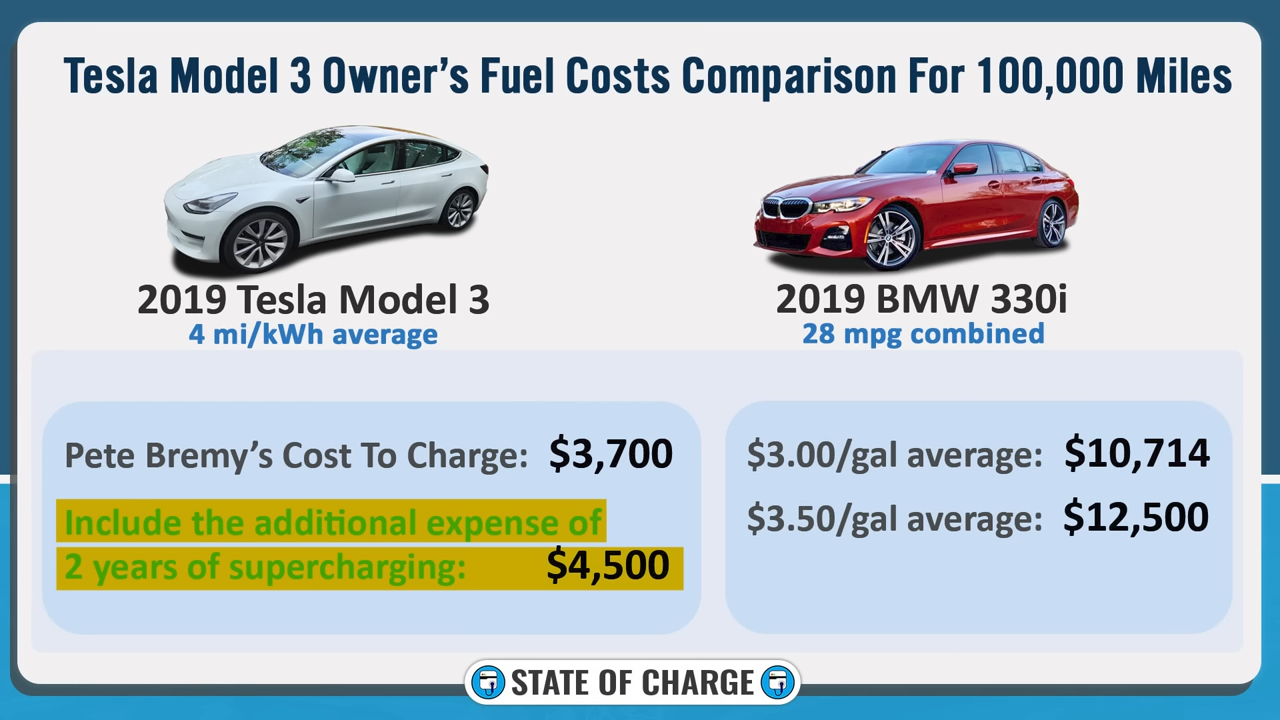 Tesla Model 3 Owner's Fuel Costs Comparison For 100,000 Miles
2019 Tesla Model 3
4 mi/kWh average
2019 BMW 330i
28 mpg combined
Pete Bremy's Cost To Charge: $3,700
Include the additional expense of
2 years of supercharging: $4,500
$3.00/gal average: $10,714
$3.50/gal average: $12,500
STATE OF CHARGE